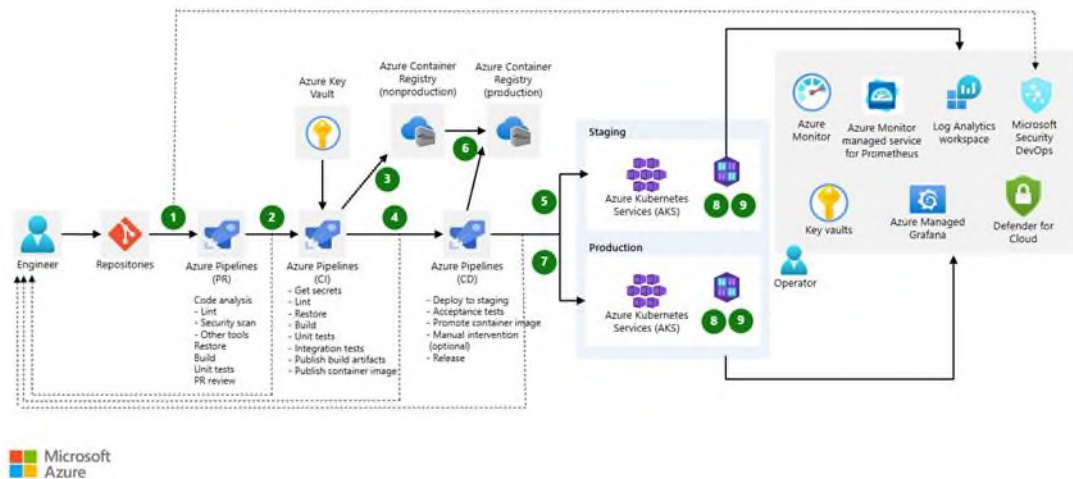 Azure Key
Vault
Azure Container
Registry
(nonproduction)
Azure Container
Registry
(production)
6
3
1
2
4
5
7
Engineer
Repositories
Azure Pipelines
(PR)
Code analysis
- Lint
- Security scan
- Other tools
Restore
Build
Unit tests
PR review
Azure Pipelines
(CI)
- Get secrets
- Lint
- Restore
- Build
- Unit tests
- Integration tests
- Publish build artifacts
- Publish container image
Azure Pipelines
(CD)
- Deploy to staging
- Acceptance tests
- Promote container image
- Manual intervention
(optional)
- Release
Staging
Azure Kubernetes
Services (AKS)
8 9
Production
Azure Kubernetes
Services (AKS)
8 9
Azure
Monitor
Azure Monitor
managed service
for Prometheus
Log Analytics
workspace
Microsoft
Security
DevOps
Key vaults
Azure Managed
Grafana
Defender for
Cloud
Operator
Microsoft
Azure